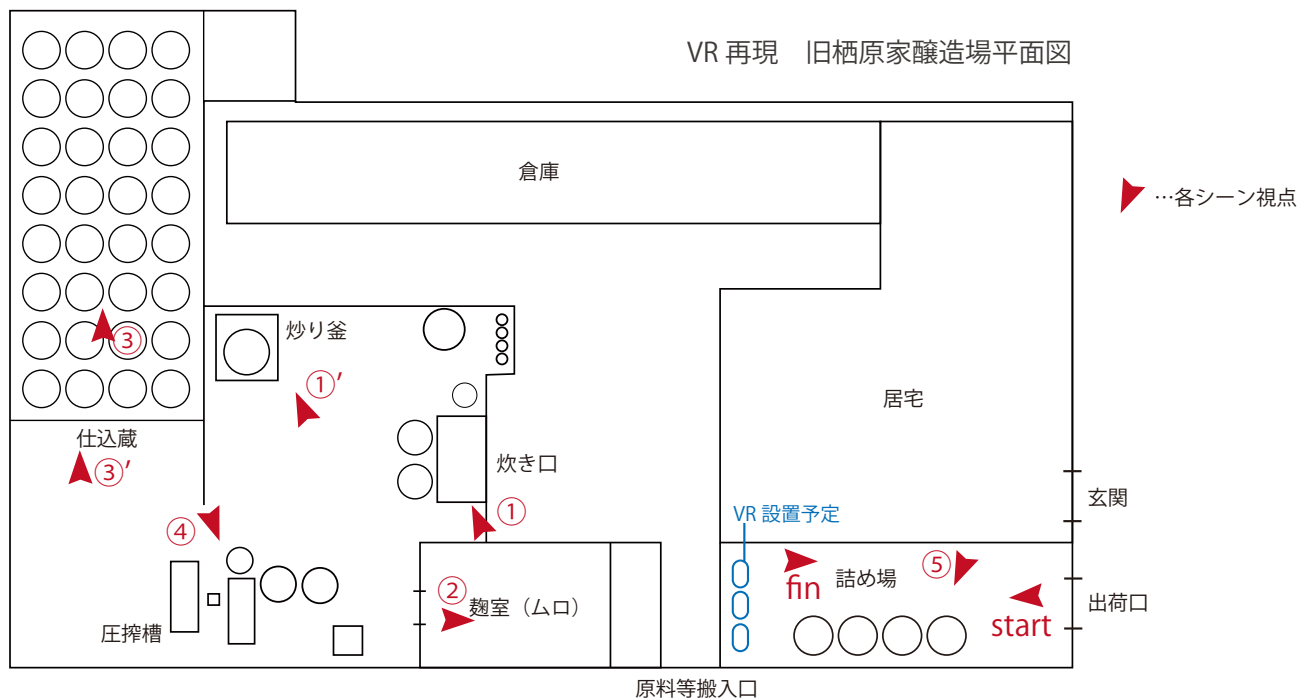 VR 再現　旧栖原家醸造場平面図
倉庫
…各シーン視点
炒り釜
③
①′
居宅
仕込蔵
③′
炊き口
玄関
①
VR 設置予定
④
⑤
詰め場
fin
②
麹室（ムロ）
出荷口
start
圧搾槽
原料等搬入口